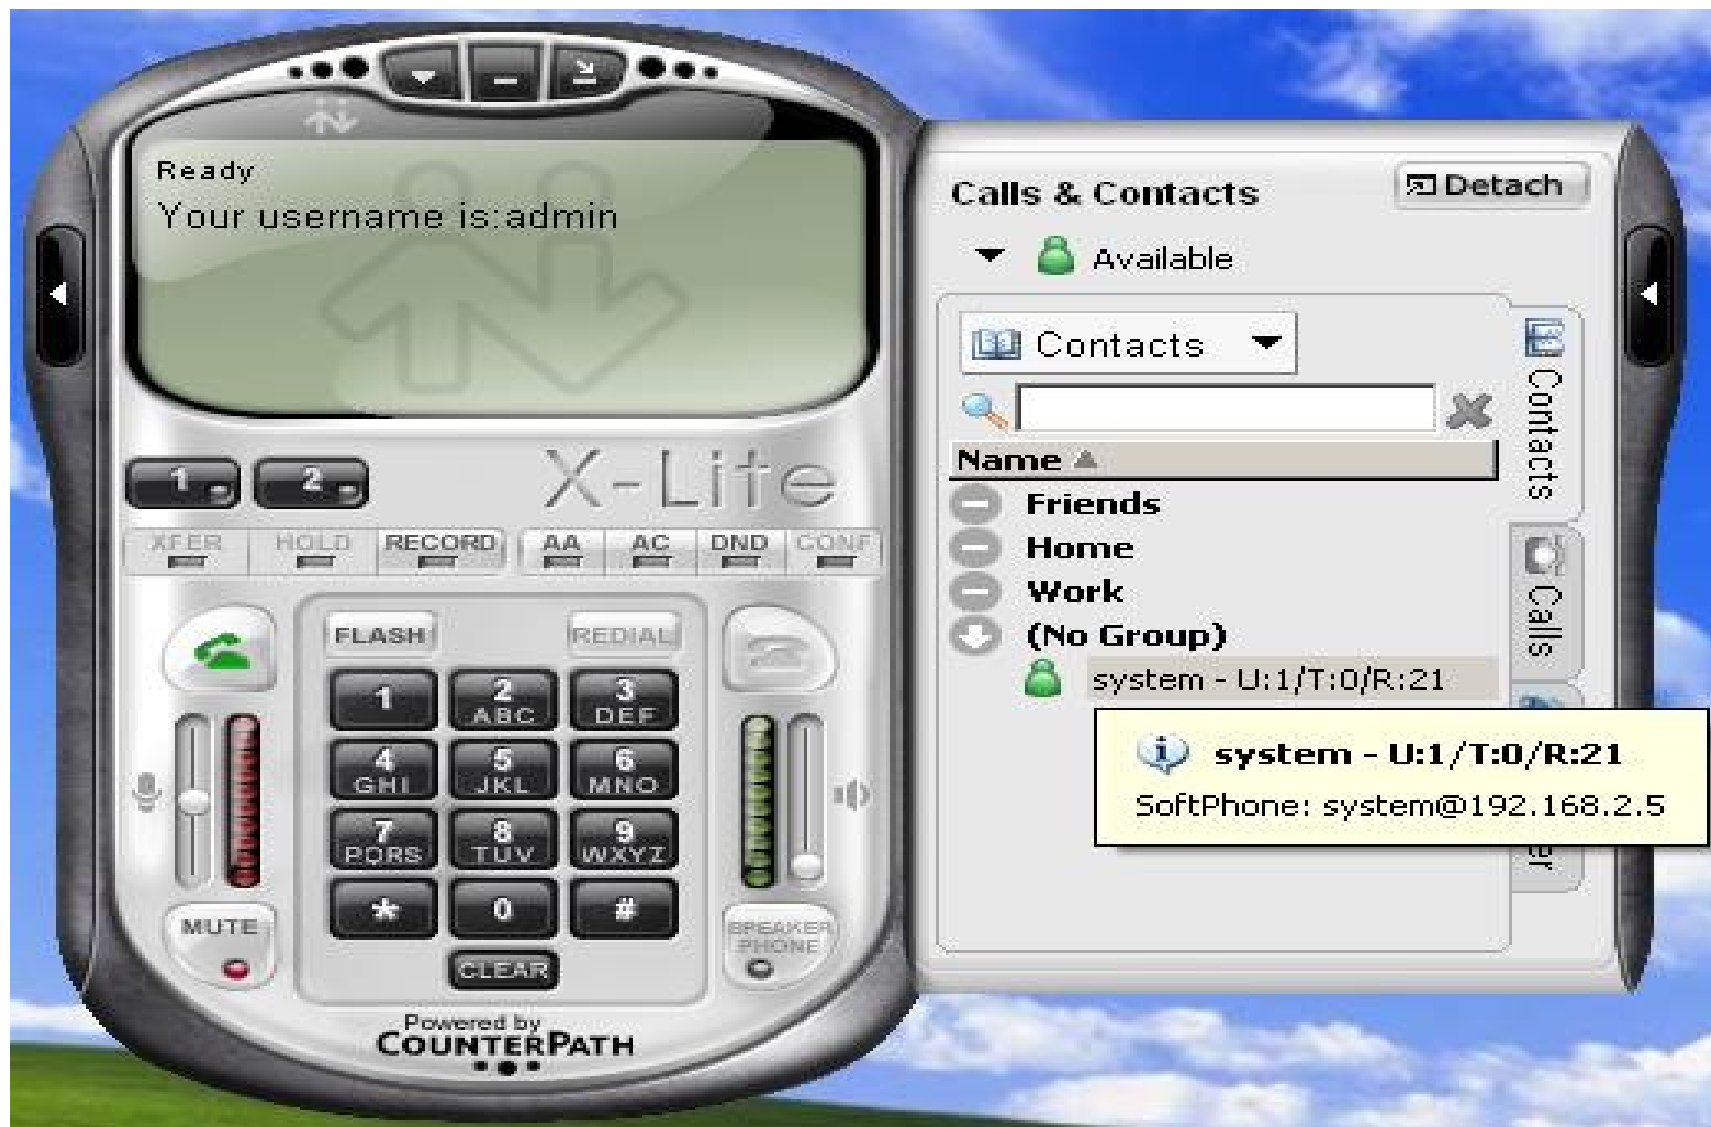 Ready
Your username is:admin
1 2
X-Lite
XFER HOLD RECORD AA AC DND CONF
FLASH REDIAL
1 2 3
ABC DEF
4 5 6
GHI JKL MNO
7 8 9
PQRS TUV WXYZ
* 0 #
MUTE
SPEAKER
PHONE
CLEAR
Powered by
COUNTERPATH
Calls & Contacts
Detach
Available
Contacts
Name
Friends
Home
Work
(No Group)
system - U:1/T:0/R:21
system - U:1/T:0/R:21
SoftPhone: system@192.168.2.5
Contacts
Calls